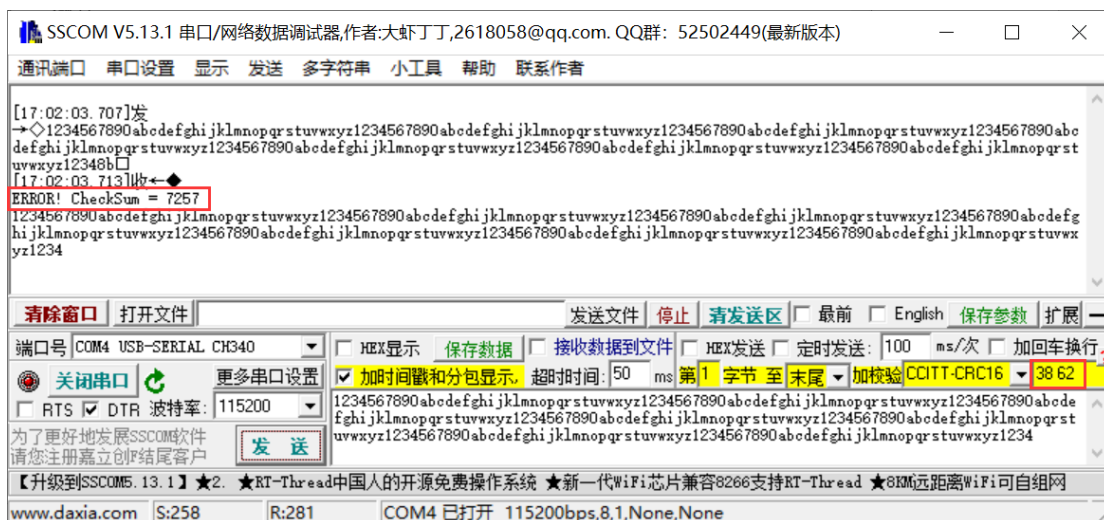 SSCOM V5.13.1 串口/网络数据调试器,作者:大虾丁丁,2618058@qq.com. QQ群: 52502449(最新版本)
通讯端口 串口设置 显示 发送 多字符串 小工具 帮助 联系作者
[17:02:03.707]发
→◇1234567890abcdefghijklmnopqrstuvwxyz1234567890abcdefghijklmnopqrstuvwxyz1234567890abcdefghijklmnopqrstuvwxyz1234567890abc
defghijklmnopqrstuvwxyz1234567890abcdefghijklmnopqrstuvwxyz1234567890abcdefghijklmnopqrstuvwxyz1234567890abcdefghijklmnopqrst
uvwxyz12348b□
[17:02:03.713]收←◆
ERROR! CheckSum = 7257
1234567890abcdefghijklmnopqrstuvwxyz1234567890abcdefghijklmnopqrstuvwxyz1234567890abcdefghijklmnopqrstuvwxyz1234567890abcdefg
hijklmnopqrstuvwxyz1234567890abcdefghijklmnopqrstuvwxyz1234567890abcdefghijklmnopqrstuvwxyz1234567890abcdefghijklmnopqrstuvwx
yz1234
清除窗口 打开文件 发送文件 停止 清发送区 最前 English 保存参数 扩展 —
端口号 COM4 USB-SERIAL CH340 HEX显示 保存数据 接收数据到文件 HEX发送 定时发送: 100 ms/次 加回车换行
关闭串口 更多串口设置 加时间戳和分包显示, 超时时间: 50 ms 第 1 字节 至 末尾 加校验 CCITT-CRC16 38 62
RTS DTR 波特率: 115200 1234567890abcdefghijklmnopqrstuvwxyz1234567890abcdefghijklmnopqrstuvwxyz1234567890abcdefghijklmnopqrstuvwxyz1234567890abcde
fghijklmnopqrstuvwxyz1234567890abcdefghijklmnopqrstuvwxyz1234567890abcdefghijklmnopqrstuvwxyz1234567890abcdefghijklmnopqrst
为了更好地发展SSCOM软件 发 送 uvwxyz1234567890abcdefghijklmnopqrstuvwxyz1234567890abcdefghijklmnopqrstuvwxyz1234
请您注册嘉立创F结尾客户
【升级到SSCOM5.13.1】★2. ★RT-Thread中国人的开源免费操作系统 ★新一代WiFi芯片兼容8266支持RT-Thread ★8KM远距离WiFi可自组网
www.daxia.com S:258 R:281 COM4 已打开 115200bps,8,1,None,None